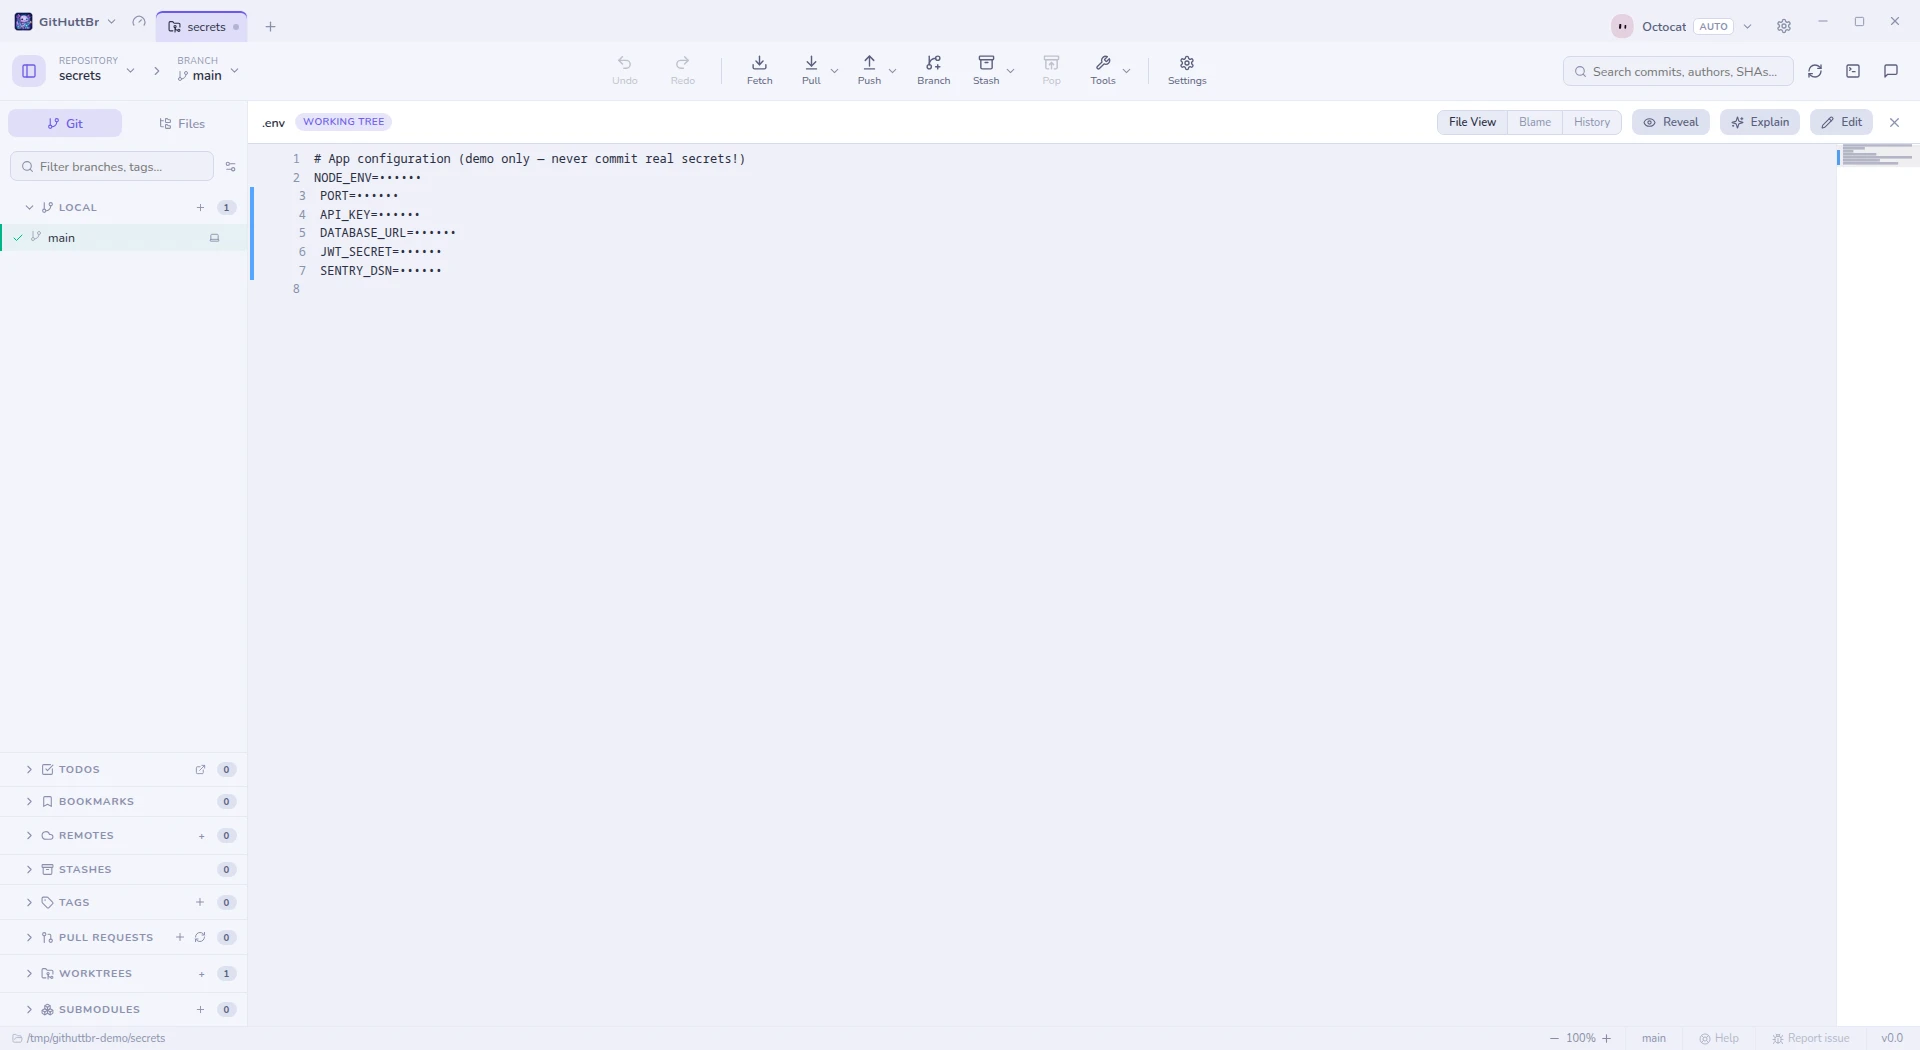 GitHuttBr
secrets
Octocat AUTO
REPOSITORY
secrets
BRANCH
main
Undo
Redo
Fetch
Pull
Push
Branch
Stash
Pop
Tools
Settings
Search commits, authors, SHAs...
Git
Files
.env WORKING TREE
File View
Blame
History
Reveal
Explain
Edit
Filter branches, tags...
LOCAL 1
main
1 # App configuration (demo only — never commit real secrets!)
2 NODE_ENV=••••••
3 PORT=••••••
4 API_KEY=••••••
5 DATABASE_URL=••••••
6 JWT_SECRET=••••••
7 SENTRY_DSN=••••••
8
TODOS 0
BOOKMARKS 0
REMOTES 0
STASHES 0
TAGS 0
PULL REQUESTS 0
WORKTREES 1
SUBMODULES 0
/tmp/githuttbr-demo/secrets
100%
main
Help
Report issue
v0.0